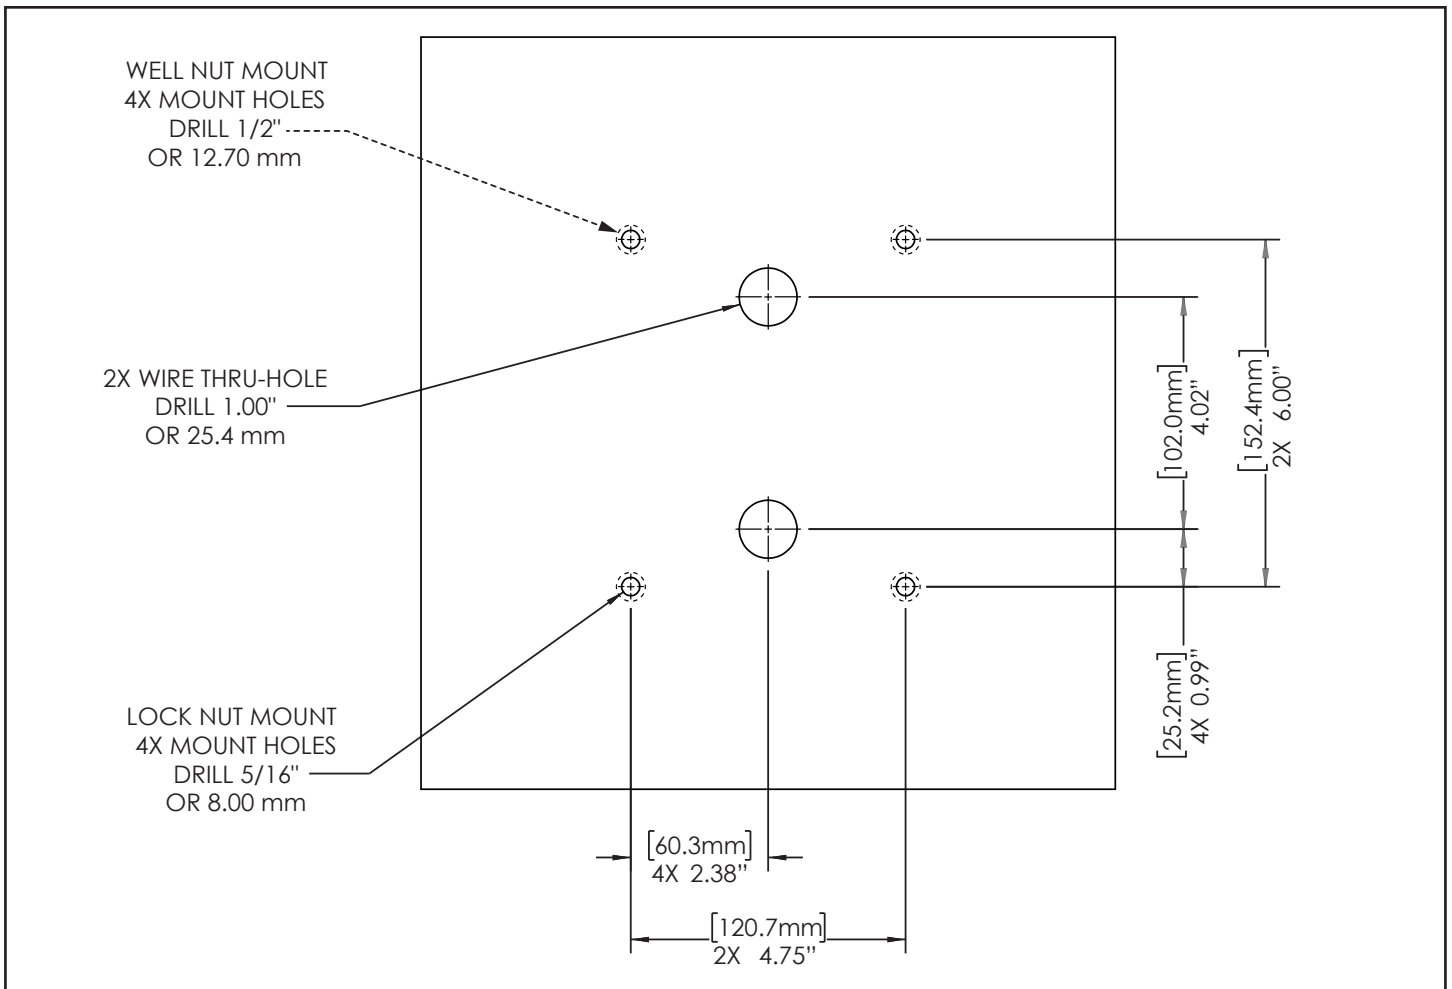 WELL NUT MOUNT
4X MOUNT HOLES
DRILL 1/2"
OR 12.70 mm
2X WIRE THRU-HOLE
DRILL 1.00"
OR 25.4 mm
LOCK NUT MOUNT
4X MOUNT HOLES
DRILL 5/16"
OR 8.00 mm
[102.0mm]
4.02”
[152.4mm]
2X 6.00”
[25.2mm]
4X 0.99”
[60.3mm]
4X 2.38”
[120.7mm]
2X 4.75”